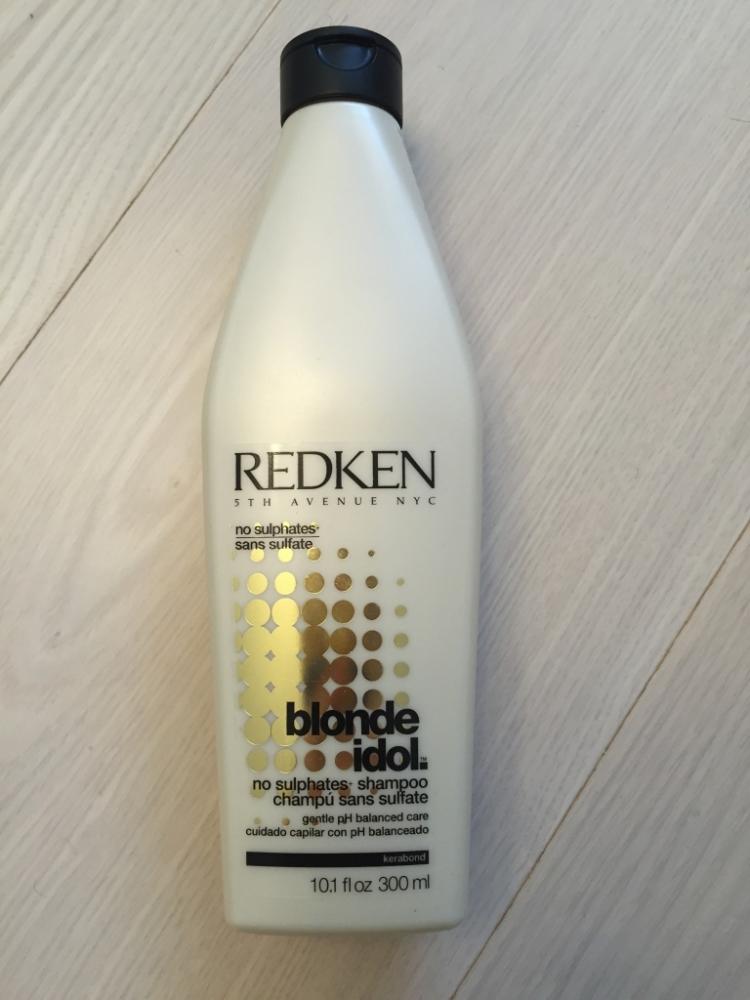 REDKEN
5TH AVENUE NYC
no sulphates*
sans sulfate
blonde
idol.™
no sulphates* shampoo
champú sans sulfate
gentle pH balanced care
cuidado capilar con pH balanceado
kerabond
10.1 fl oz 300 ml